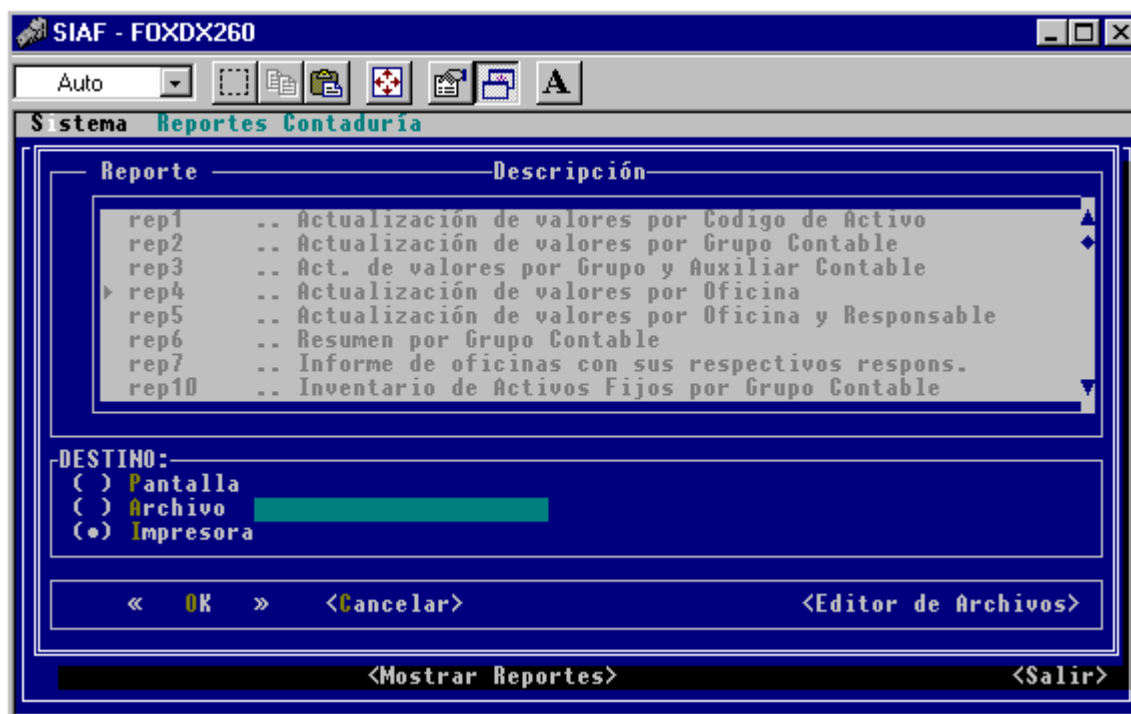 SIAF - FOXDX260
Auto
A
Sistema Reportes Contaduría
Reporte Descripción
rep1 .. Actualización de valores por Codigo de Activo
rep2 .. Actualización de valores por Grupo Contable
rep3 .. Act. de valores por Grupo y Auxiliar Contable
rep4 .. Actualización de valores por Oficina
rep5 .. Actualización de valores por Oficina y Responsable
rep6 .. Resumen por Grupo Contable
rep7 .. Informe de oficinas con sus respectivos respons.
rep10 .. Inventario de Activos Fijos por Grupo Contable
DESTINO:
( ) Pantalla
( ) Archivo
(•) Impresora
« OK » <Cancelar> <Editor de Archivos>
<Mostrar Reportes> <Salir>